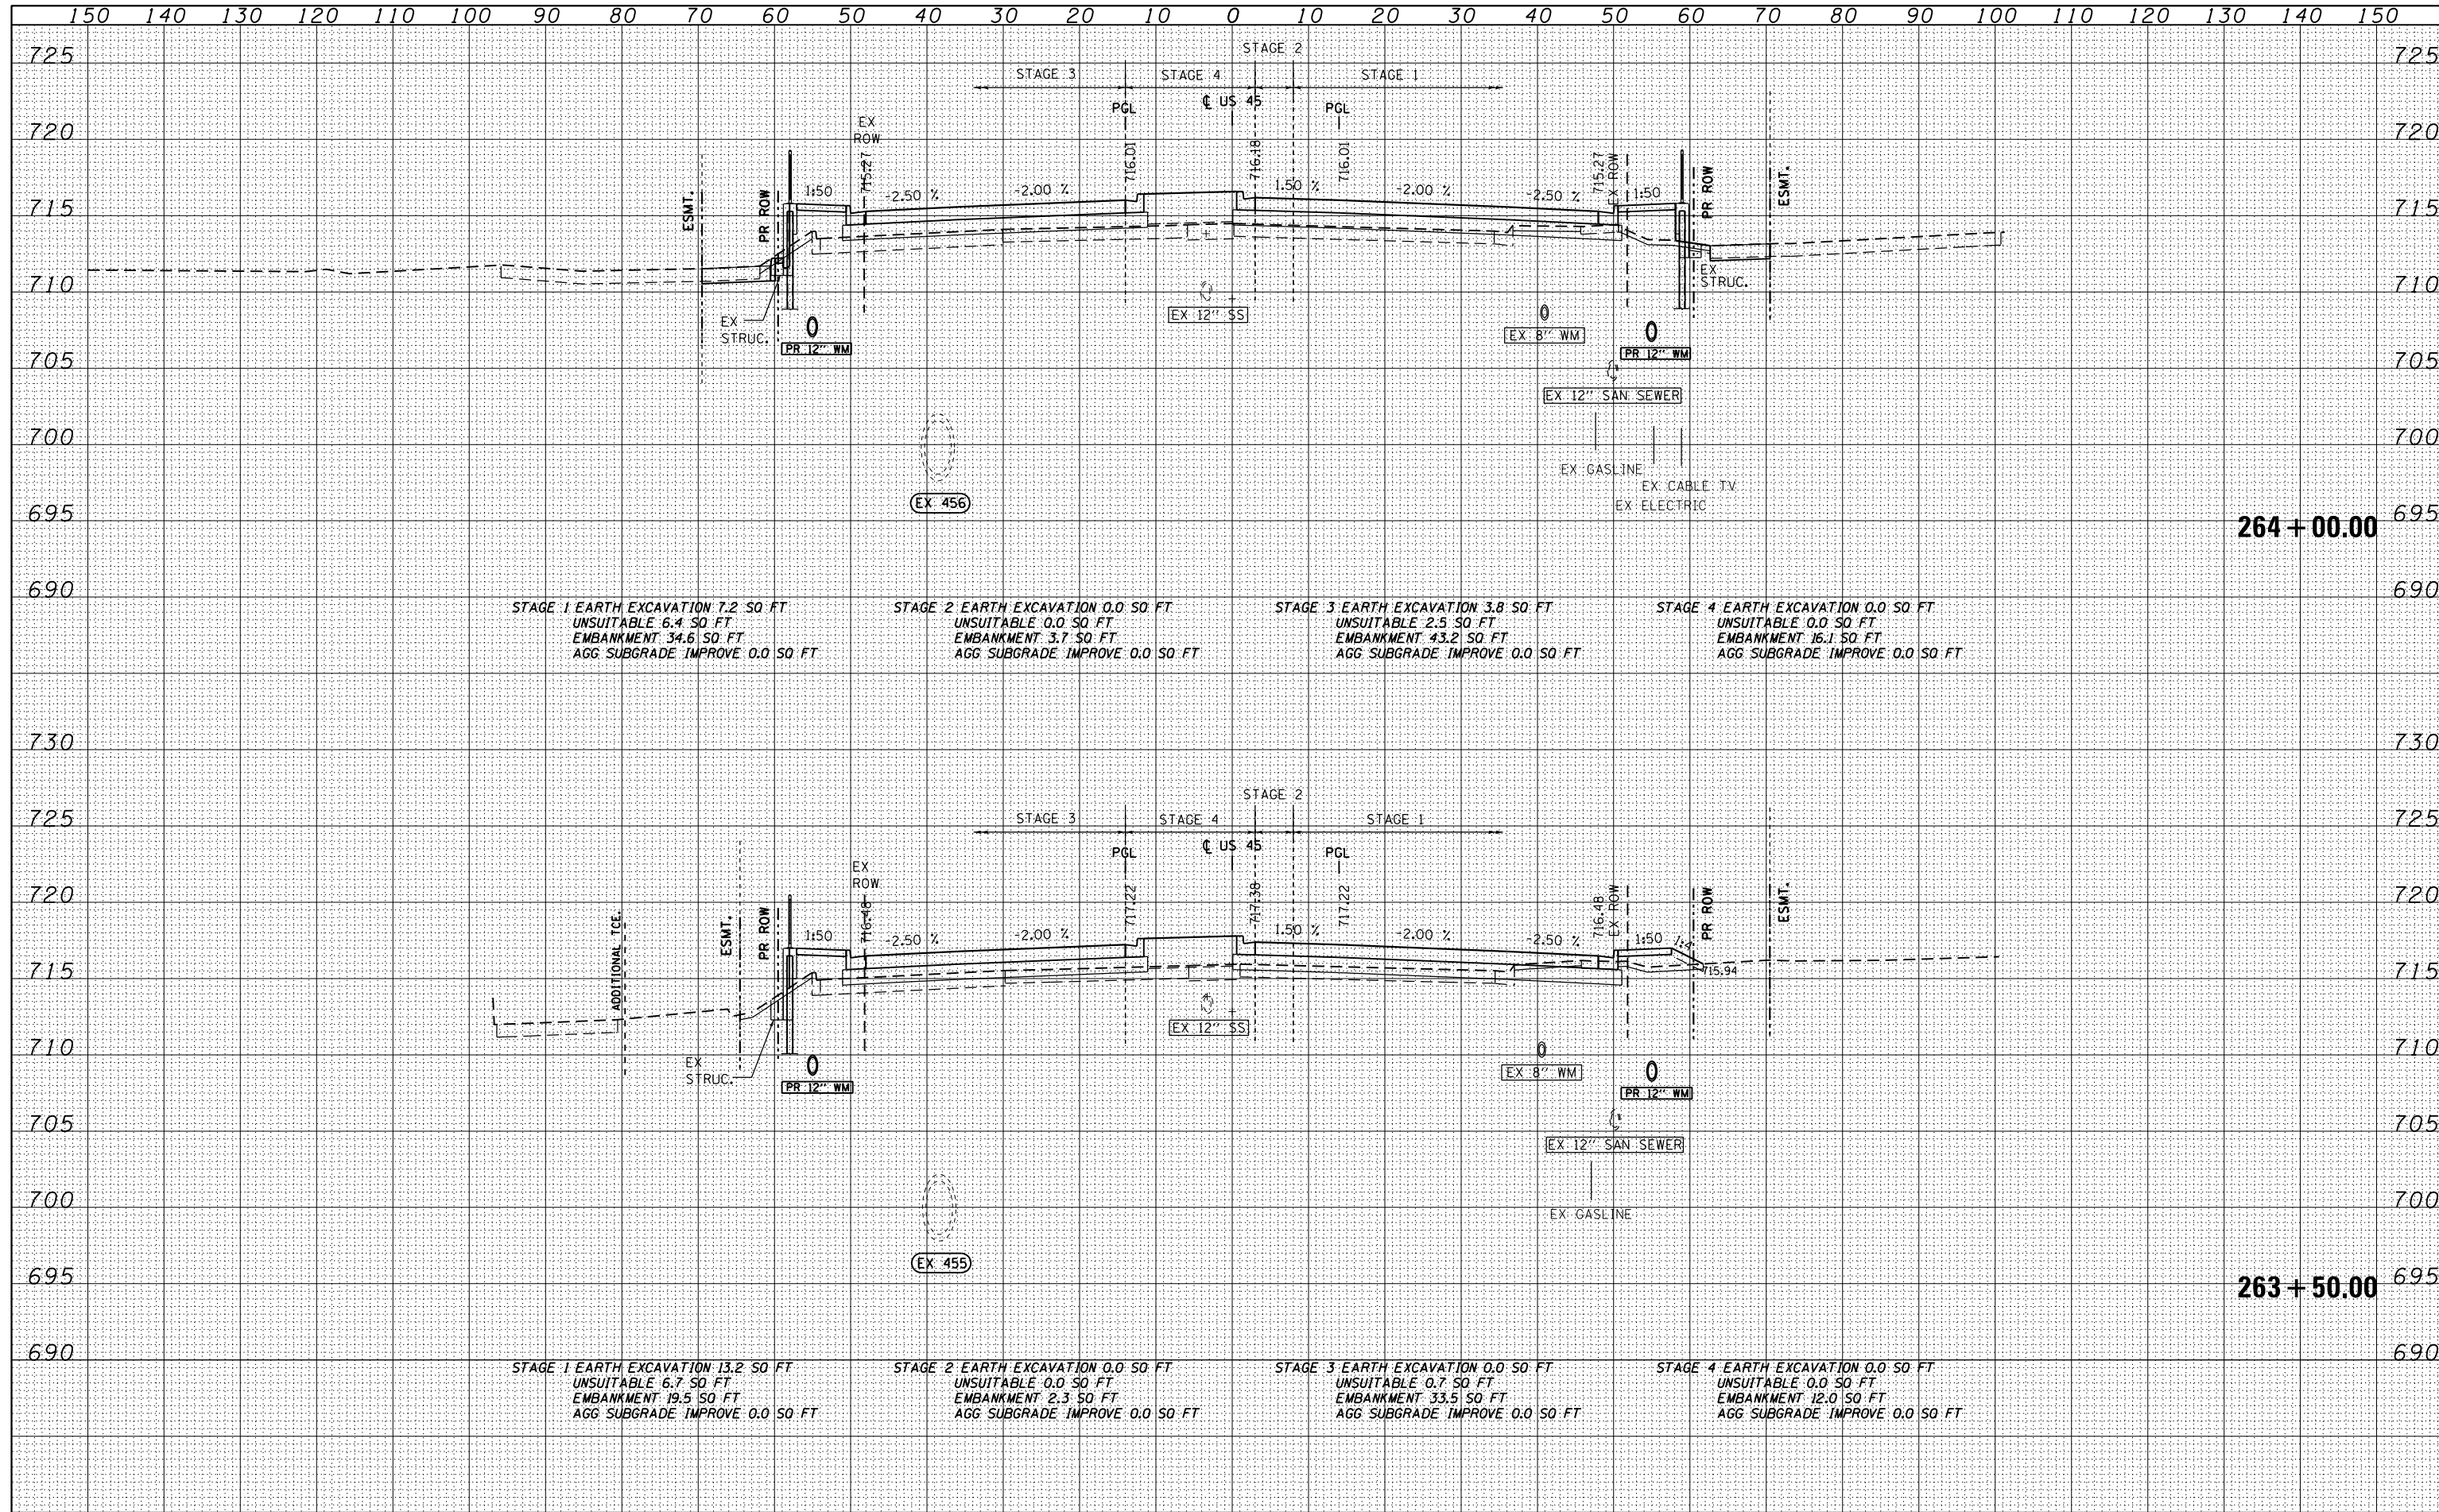 150 140 130 120 110 100 90 80 70 60 50 40 30 20 10 0 10 20 30 40 50 60 70 80 90 100 110 120 130 140 150
725 725
720 720
715 715
710 710
705 705
700 700
695 695
690 690
STAGE 2
STAGE 3 STAGE 4 STAGE 1
PGL ℄ US 45 PGL
EX
ROW
715.27 716.01 716.18 716.01 715.27
EX ROW
ESMT. PR ROW PR ROW ESMT.
1:50 -2.50 % -2.00 % 1.50 % -2.00 % -2.50 % 1:50
EX
STRUC.
EX
STRUC.
PR 12" WM
EX 12" SS
EX 8" WM
PR 12" WM
EX 12" SAN SEWER
EX GASLINE
EX CABLE TV
EX ELECTRIC
EX 456
264 + 00.00
STAGE 1 EARTH EXCAVATION 7.2 SQ FT
UNSUITABLE 6.4 SQ FT
EMBANKMENT 34.6 SQ FT
AGG SUBGRADE IMPROVE 0.0 SQ FT
STAGE 2 EARTH EXCAVATION 0.0 SQ FT
UNSUITABLE 0.0 SQ FT
EMBANKMENT 3.7 SQ FT
AGG SUBGRADE IMPROVE 0.0 SQ FT
STAGE 3 EARTH EXCAVATION 3.8 SQ FT
UNSUITABLE 2.5 SQ FT
EMBANKMENT 43.2 SQ FT
AGG SUBGRADE IMPROVE 0.0 SQ FT
STAGE 4 EARTH EXCAVATION 0.0 SQ FT
UNSUITABLE 0.0 SQ FT
EMBANKMENT 16.1 SQ FT
AGG SUBGRADE IMPROVE 0.0 SQ FT
730 730
725 725
720 720
715 715
710 710
705 705
700 700
695 695
690 690
STAGE 2
STAGE 3 STAGE 4 STAGE 1
PGL ℄ US 45 PGL
EX
ROW
716.48 717.22 717.38 717.22 716.48
EX ROW
ADDITIONAL TCE. ESMT. PR ROW PR ROW ESMT.
1:50 -2.50 % -2.00 % 1.50 % -2.00 % -2.50 % 1:50 1:4
715.94
EX
STRUC.
PR 12" WM
EX 12" SS
EX 8" WM
PR 12" WM
EX 12" SAN SEWER
EX GASLINE
EX 455
263 + 50.00
STAGE 1 EARTH EXCAVATION 13.2 SQ FT
UNSUITABLE 6.7 SQ FT
EMBANKMENT 19.5 SQ FT
AGG SUBGRADE IMPROVE 0.0 SQ FT
STAGE 2 EARTH EXCAVATION 0.0 SQ FT
UNSUITABLE 0.0 SQ FT
EMBANKMENT 2.3 SQ FT
AGG SUBGRADE IMPROVE 0.0 SQ FT
STAGE 3 EARTH EXCAVATION 0.0 SQ FT
UNSUITABLE 0.7 SQ FT
EMBANKMENT 33.5 SQ FT
AGG SUBGRADE IMPROVE 0.0 SQ FT
STAGE 4 EARTH EXCAVATION 0.0 SQ FT
UNSUITABLE 0.0 SQ FT
EMBANKMENT 12.0 SQ FT
AGG SUBGRADE IMPROVE 0.0 SQ FT